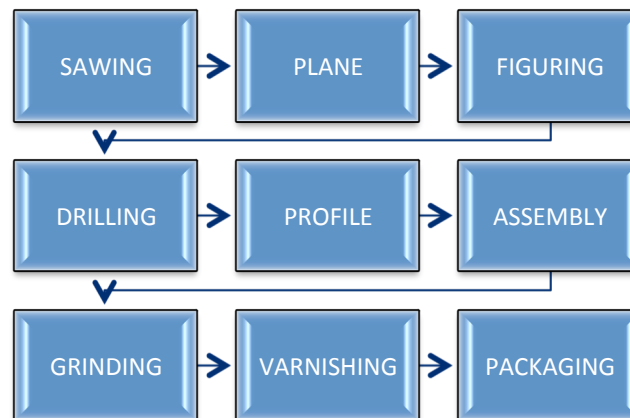 SAWING
PLANE
FIGURING
DRILLING
PROFILE
ASSEMBLY
GRINDING
VARNISHING
PACKAGING